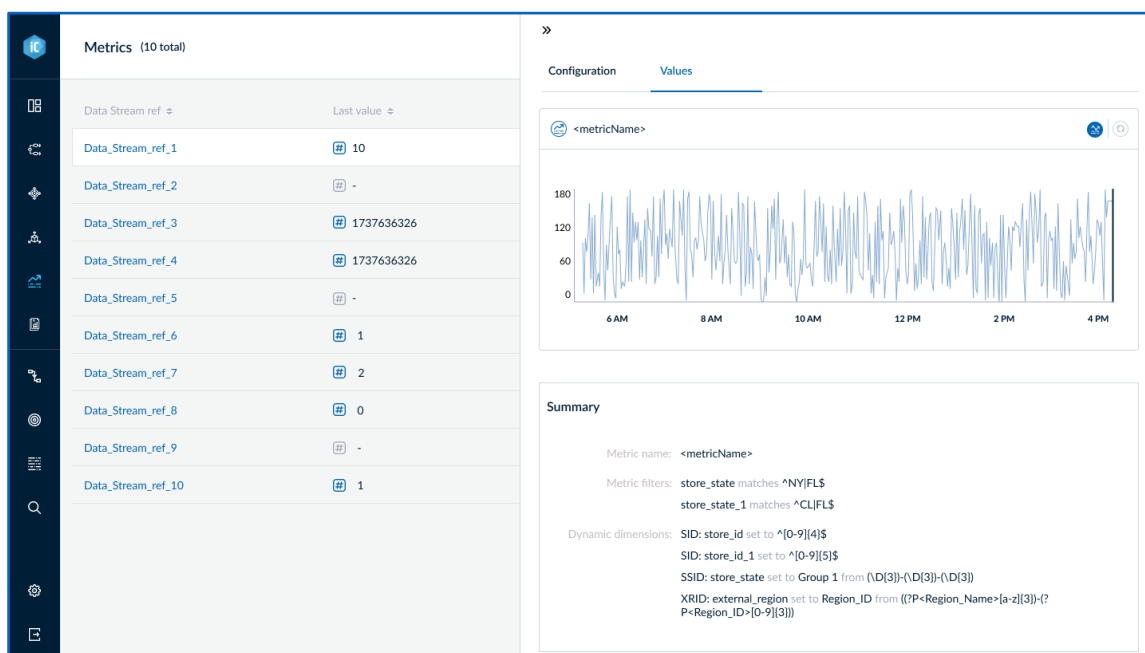 iC
Metrics (10 total)
Data Stream ref
Last value
Data_Stream_ref_1
# 10
Data_Stream_ref_2
# -
Data_Stream_ref_3
# 1737636326
Data_Stream_ref_4
# 1737636326
Data_Stream_ref_5
# -
Data_Stream_ref_6
# 1
Data_Stream_ref_7
# 2
Data_Stream_ref_8
# 0
Data_Stream_ref_9
# -
Data_Stream_ref_10
# 1
»
Configuration
Values
<metricName>
180
120
60
0
6 AM
8 AM
10 AM
12 PM
2 PM
4 PM
Summary
Metric name: <metricName>
Metric filters: store_state matches ^NY|FL$
store_state_1 matches ^CL|FL$
Dynamic dimensions: SID: store_id set to ^[0-9]{4}$
SID: store_id_1 set to ^[0-9]{5}$
SSID: store_state set to Group 1 from (\D{3})-(\D{3})-(\D{3})
XRID: external_region set to Region_ID from ((?P<Region_Name>[a-z]{3})-(?
P<Region_ID>[0-9]{3}))